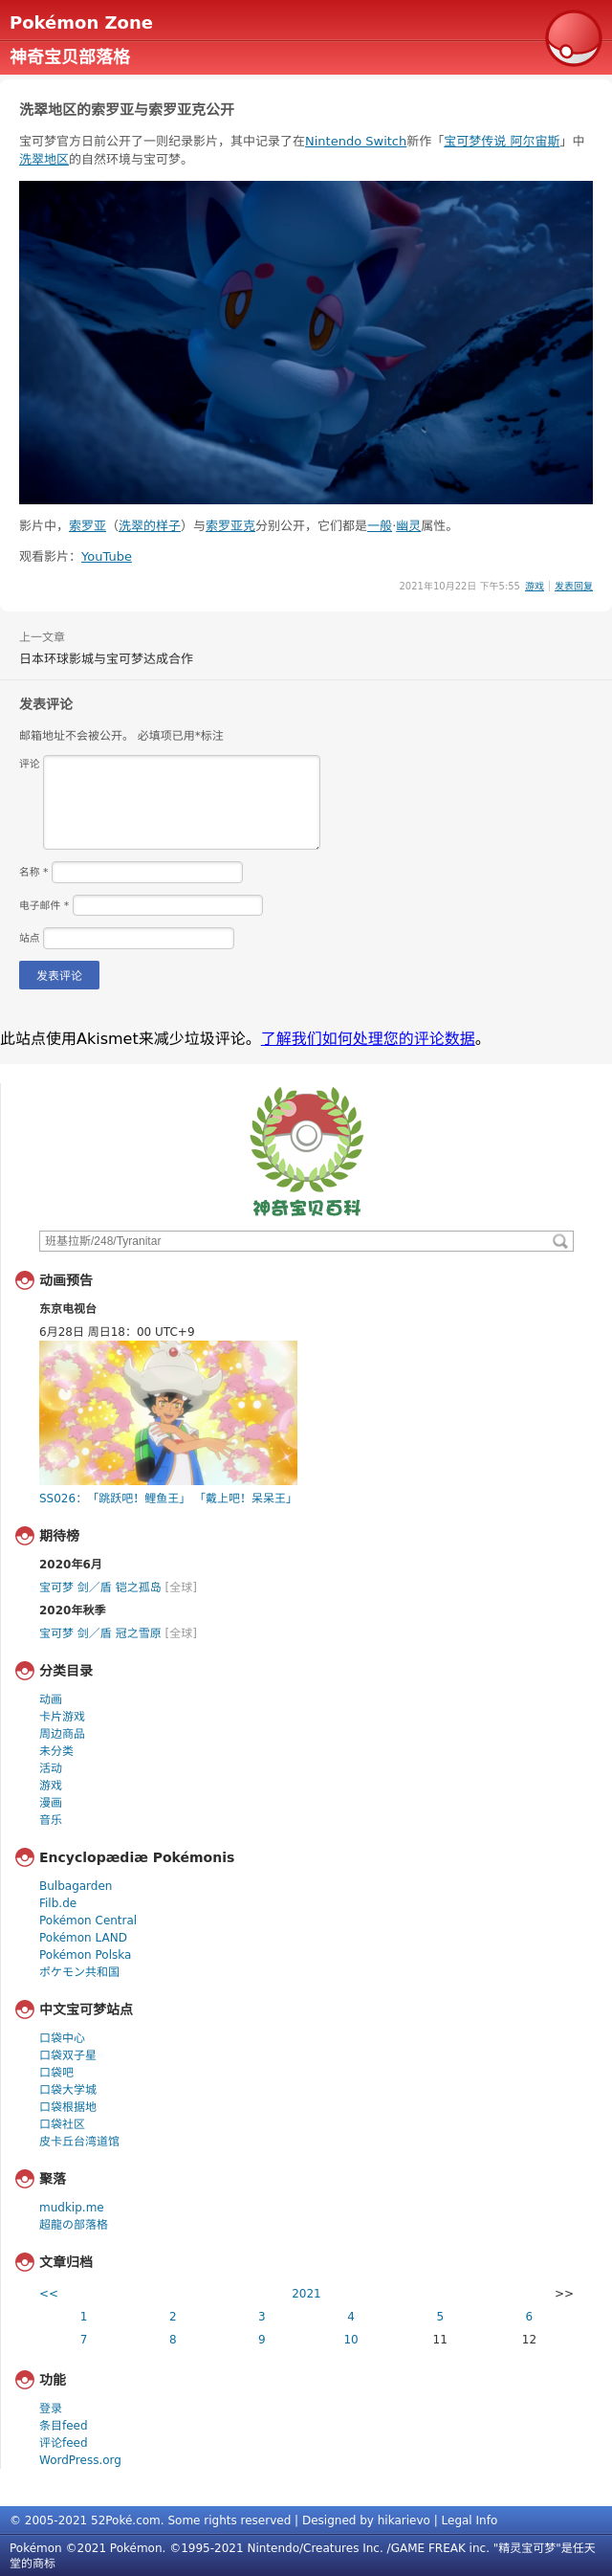 Pokémon Zone
神奇宝贝部落格
洗翠地区的索罗亚与索罗亚克公开
宝可梦官方日前公开了一则纪录影片，其中记录了在Nintendo Switch新作「宝可梦传说 阿尔宙斯」中
洗翠地区的自然环境与宝可梦。
影片中，索罗亚（洗翠的样子）与索罗亚克分别公开，它们都是一般·幽灵属性。
观看影片：YouTube
2021年10月22日 下午5:55 游戏 | 发表回复
上一文章
日本环球影城与宝可梦达成合作
发表评论
邮箱地址不会被公开。 必填项已用*标注
评论
名称 *
电子邮件 *
站点
发表评论
此站点使用Akismet来减少垃圾评论。了解我们如何处理您的评论数据。
神奇宝贝百科
班基拉斯/248/Tyranitar
动画预告
东京电视台
6月28日 周日18：00 UTC+9
SS026：「跳跃吧！鲤鱼王」「戴上吧！呆呆王」
期待榜
2020年6月
宝可梦 剑／盾 铠之孤岛 [全球]
2020年秋季
宝可梦 剑／盾 冠之雪原 [全球]
分类目录
动画
卡片游戏
周边商品
未分类
活动
游戏
漫画
音乐
Encyclopædiæ Pokémonis
Bulbagarden
Filb.de
Pokémon Central
Pokémon LAND
Pokémon Polska
ポケモン共和国
中文宝可梦站点
口袋中心
口袋双子星
口袋吧
口袋大学城
口袋根据地
口袋社区
皮卡丘台湾道馆
聚落
mudkip.me
超龍の部落格
文章归档
<< 2021 >>
1 2 3 4 5 6
7 8 9 10 11 12
功能
登录
条目feed
评论feed
WordPress.org
© 2005-2021 52Poké.com. Some rights reserved | Designed by hikarievo | Legal Info
Pokémon ©2021 Pokémon. ©1995-2021 Nintendo/Creatures Inc. /GAME FREAK inc. "精灵宝可梦"是任天
堂的商标